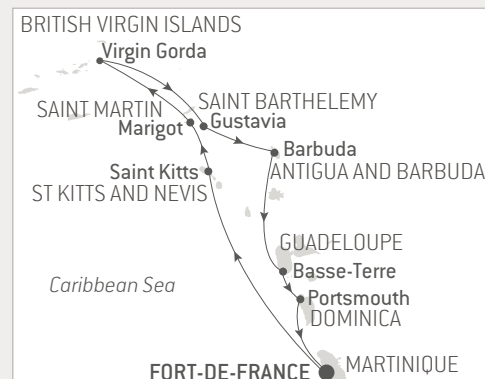 BRITISH VIRGIN ISLANDS
Virgin Gorda
SAINT MARTIN
SAINT BARTHELEMY
Marigot
Gustavia
Barbuda
Saint Kitts
ANTIGUA AND BARBUDA
ST KITTS AND NEVIS
GUADELOUPE
Basse-Terre
Caribbean Sea
Portsmouth
DOMINICA
FORT-DE-FRANCE
MARTINIQUE